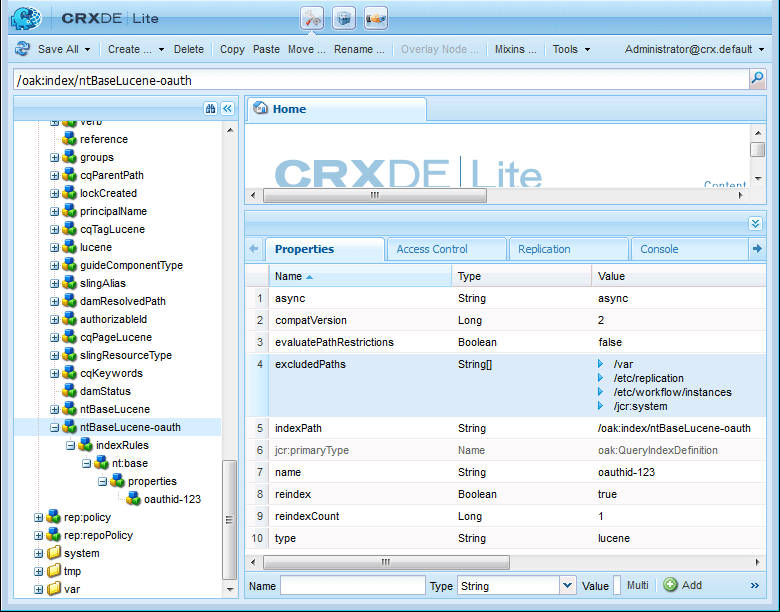 CRXDE | Lite
Save All Create ... Delete Copy Paste Move ... Rename ... Overlay Node ... Mixins ... Tools Administrator@crx.default
/oak:index/ntBaseLucene-oauth
verb
reference
groups
cqParentPath
lockCreated
principalName
cqTagLucene
lucene
guideComponentType
slingAlias
damResolvedPath
authorizableId
cqPageLucene
slingResourceType
cqKeywords
damStatus
ntBaseLucene
ntBaseLucene-oauth
indexRules
nt:base
properties
oauthid-123
rep:policy
rep:repoPolicy
system
tmp
var
Home
CRXDE | Lite
Content
Properties Access Control Replication Console
Name Type Value
1 async String async
2 compatVersion Long 2
3 evaluatePathRestrictions Boolean false
4 excludedPaths String[] /var
/etc/replication
/etc/workflow/instances
/jcr:system
5 indexPath String /oak:index/ntBaseLucene-oauth
6 jcr:primaryType Name oak:QueryIndexDefinition
7 name String oauthid-123
8 reindex Boolean true
9 reindexCount Long 1
10 type String lucene
Name Type String Value Multi Add